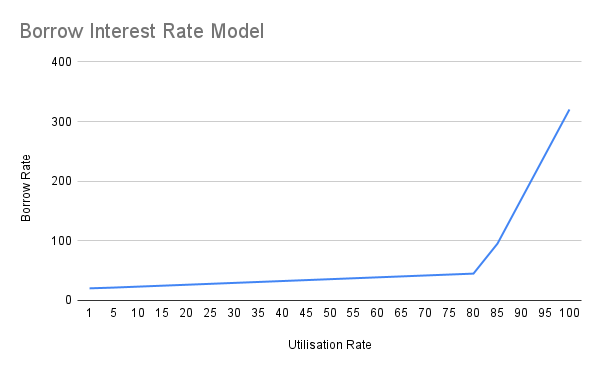 Borrow Interest Rate Model
400
300
200
100
0
Borrow Rate
1 5 10 15 20 25 30 35 40 45 50 55 60 65 70 75 80 85 90 95 100
Utilisation Rate